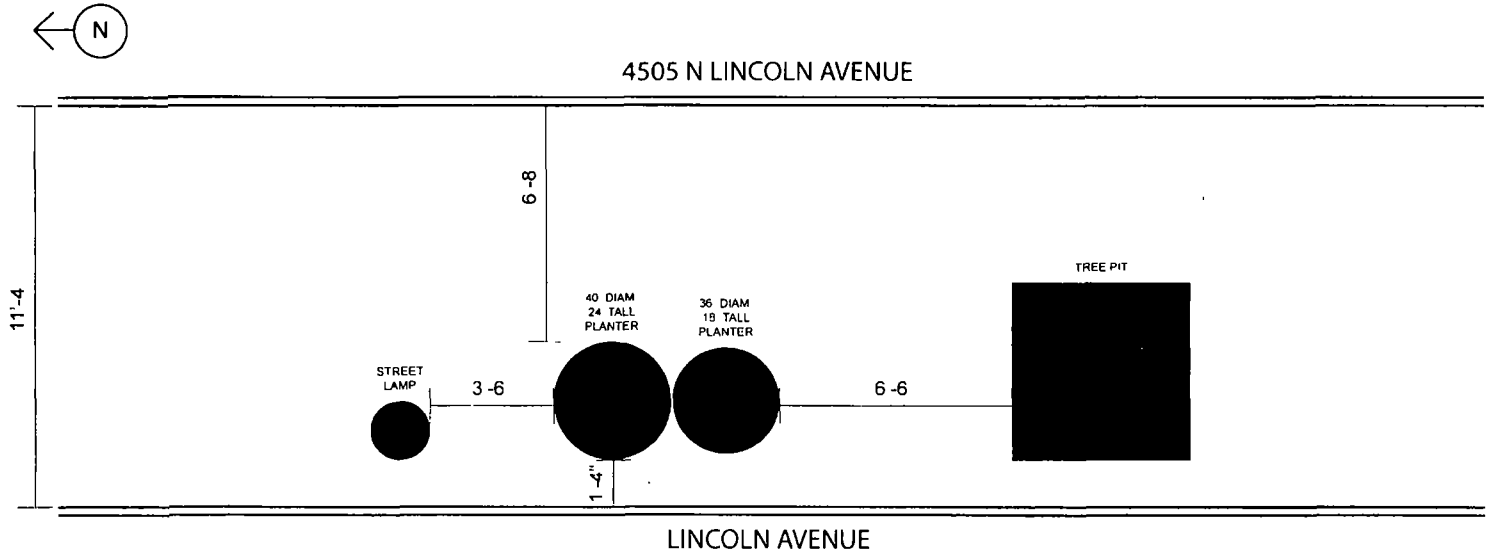 N
4505 N LINCOLN AVENUE
11'-4
6 -8
40 DIAM
24 TALL
PLANTER
36 DIAM
18 TALL
PLANTER
TREE PIT
STREET
LAMP
3 -6
6 -6
1 -4"
LINCOLN AVENUE